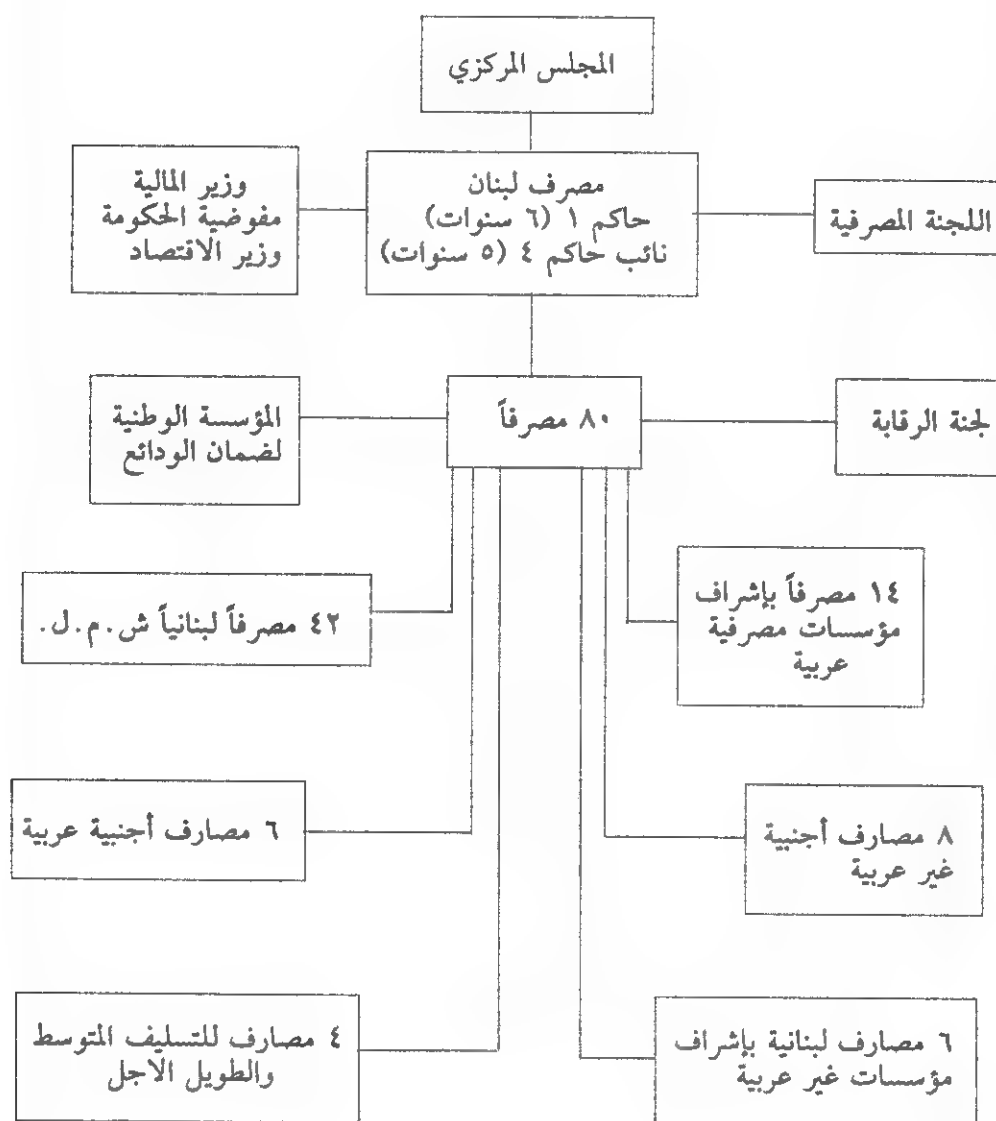 المجلس المركزي
مصرف لبنان
حاكم ١ (٦ سنوات)
نائب حاكم ٤ (٥ سنوات)
اللجنة المصرفية
وزير المالية
مفوضية الحكومة
وزير الاقتصاد
٨٠ مصرفاً
لجنة الرقابة
المؤسسة الوطنية
لضمان الودائع
١٤ مصرفاً بإشراف
مؤسسات مصرفية
عربية
٤٢ مصرفاً لبنانياً ش.م.ل.
٨ مصارف أجنبية
غير عربية
٦ مصارف أجنبية عربية
٦ مصارف لبنانية بإشراف
مؤسسات غير عربية
٤ مصارف للتسليف المتوسط
والطويل الاجل